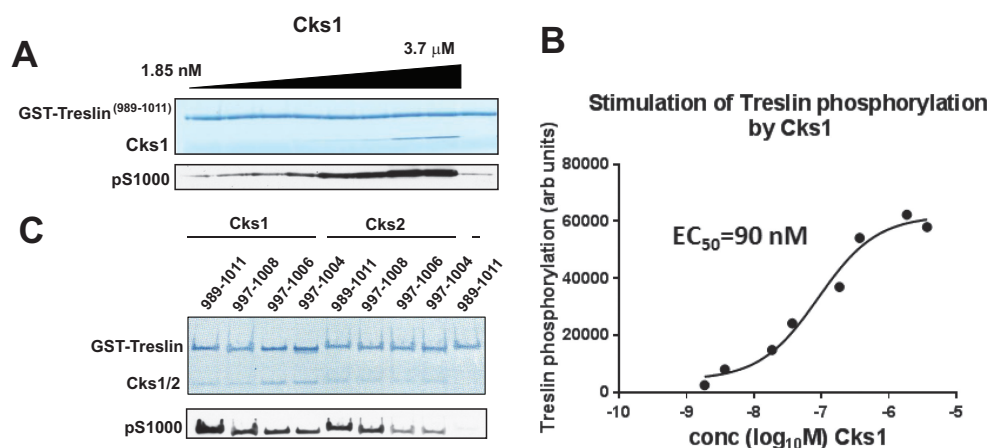 A
Cks1
1.85 nM
3.7 µM
GST-Treslin(989-1011)
Cks1
pS1000
B
Stimulation of Treslin phosphorylation
by Cks1
Treslin phosphorylation (arb units)
80000
60000
40000
20000
0
EC50=90 nM
-10 -9 -8 -7 -6 -5
conc (log10M) Cks1
C
Cks1 Cks2 -
989-1011 997-1008 997-1006 997-1004 989-1011 997-1008 997-1006 997-1004 989-1011
GST-Treslin
Cks1/2
pS1000